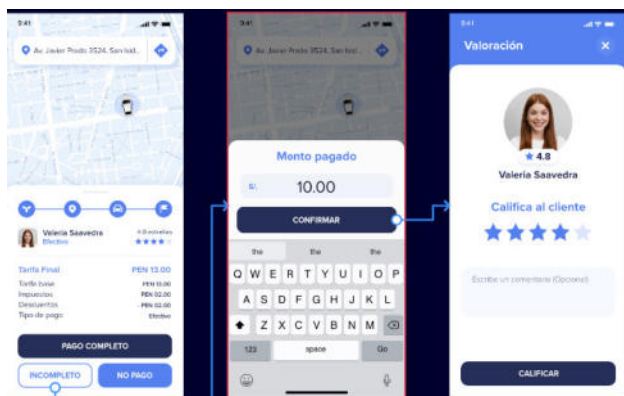 9:41
Av. Javier Prado 3524, San Isid...
Valeria Saavedra
Efectivo
4.8 estrellas
Tarifa Final PEN 13.00
Tarifa base PEN 13.00
Impuestos PEN 02.00
Descuentos - PEN 02.00
Tipo de pago Efectivo
PAGO COMPLETO
INCOMPLETO NO PAGO
9:41
Av. Javier Prado 3524, San Isid...
Monto pagado
S/. 10.00
CONFIRMAR
the the the
Q W E R T Y U I O P
A S D F G H J K L
Z X C V B N M
123 space Go
9:41
Valoración
4.8
Valeria Saavedra
Califica al cliente
Escribe un comentario (Opcional)
CALIFICAR